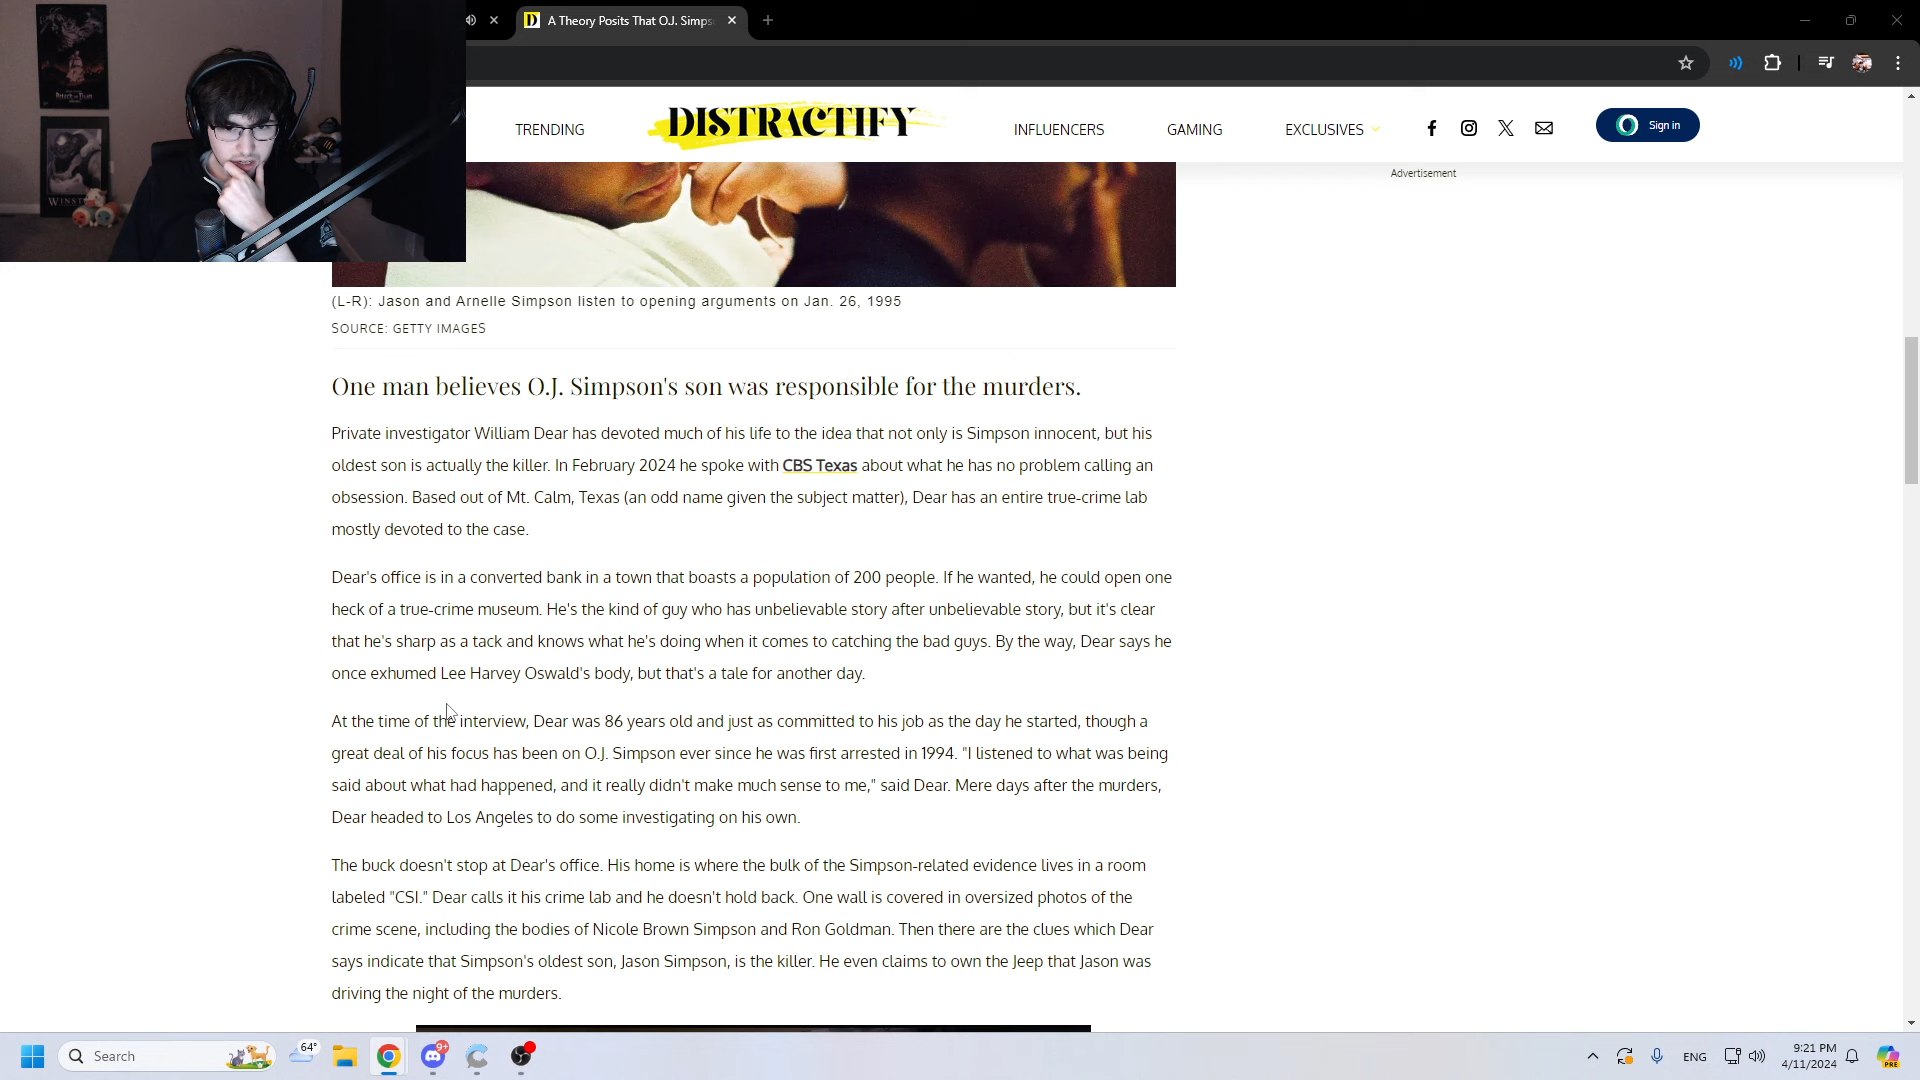 A Theory Posits That O.J. Simps
TRENDING
DISTRACTIFY
INFLUENCERS
GAMING
EXCLUSIVES
Sign in
Advertisement
(L-R): Jason and Arnelle Simpson listen to opening arguments on Jan. 26, 1995
SOURCE: GETTY IMAGES
One man believes O.J. Simpson's son was responsible for the murders.
Private investigator William Dear has devoted much of his life to the idea that not only is Simpson innocent, but his
oldest son is actually the killer. In February 2024 he spoke with CBS Texas about what he has no problem calling an
obsession. Based out of Mt. Calm, Texas (an odd name given the subject matter), Dear has an entire true-crime lab
mostly devoted to the case.
Dear's office is in a converted bank in a town that boasts a population of 200 people. If he wanted, he could open one
heck of a true-crime museum. He's the kind of guy who has unbelievable story after unbelievable story, but it's clear
that he's sharp as a tack and knows what he's doing when it comes to catching the bad guys. By the way, Dear says he
once exhumed Lee Harvey Oswald's body, but that's a tale for another day.
At the time of the interview, Dear was 86 years old and just as committed to his job as the day he started, though a
great deal of his focus has been on O.J. Simpson ever since he was first arrested in 1994. "I listened to what was being
said about what had happened, and it really didn't make much sense to me," said Dear. Mere days after the murders,
Dear headed to Los Angeles to do some investigating on his own.
The buck doesn't stop at Dear's office. His home is where the bulk of the Simpson-related evidence lives in a room
labeled "CSI." Dear calls it his crime lab and he doesn't hold back. One wall is covered in oversized photos of the
crime scene, including the bodies of Nicole Brown Simpson and Ron Goldman. Then there are the clues which Dear
says indicate that Simpson's oldest son, Jason Simpson, is the killer. He even claims to own the Jeep that Jason was
driving the night of the murders.
Search
64°
9+
ENG
9:21 PM
4/11/2024
PRE